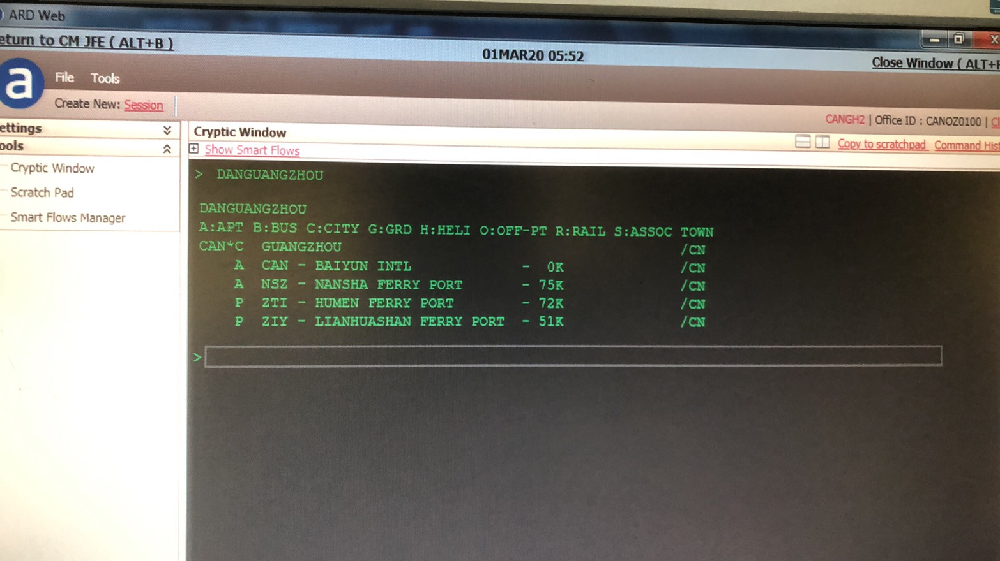 ARD Web
eturn to CM JFE ( ALT+B )
01MAR20 05:52
Close Window ( ALT+F
a
File Tools
Create New: Session
CANGH2 | Office ID : CANOZ0100 | Cl
ettings
ools
Cryptic Window
Scratch Pad
Smart Flows Manager
Cryptic Window
Copy to scratchpad Command Hist
Show Smart Flows
> DANGUANGZHOU
DANGUANGZHOU
A:APT B:BUS C:CITY G:GRD H:HELI O:OFF-PT R:RAIL S:ASSOC TOWN
CAN*C GUANGZHOU /CN
A CAN - BAIYUN INTL - 0K /CN
A NSZ - NANSHA FERRY PORT - 75K /CN
P ZTI - HUMEN FERRY PORT - 72K /CN
P ZIY - LIANHUASHAN FERRY PORT - 51K /CN
>